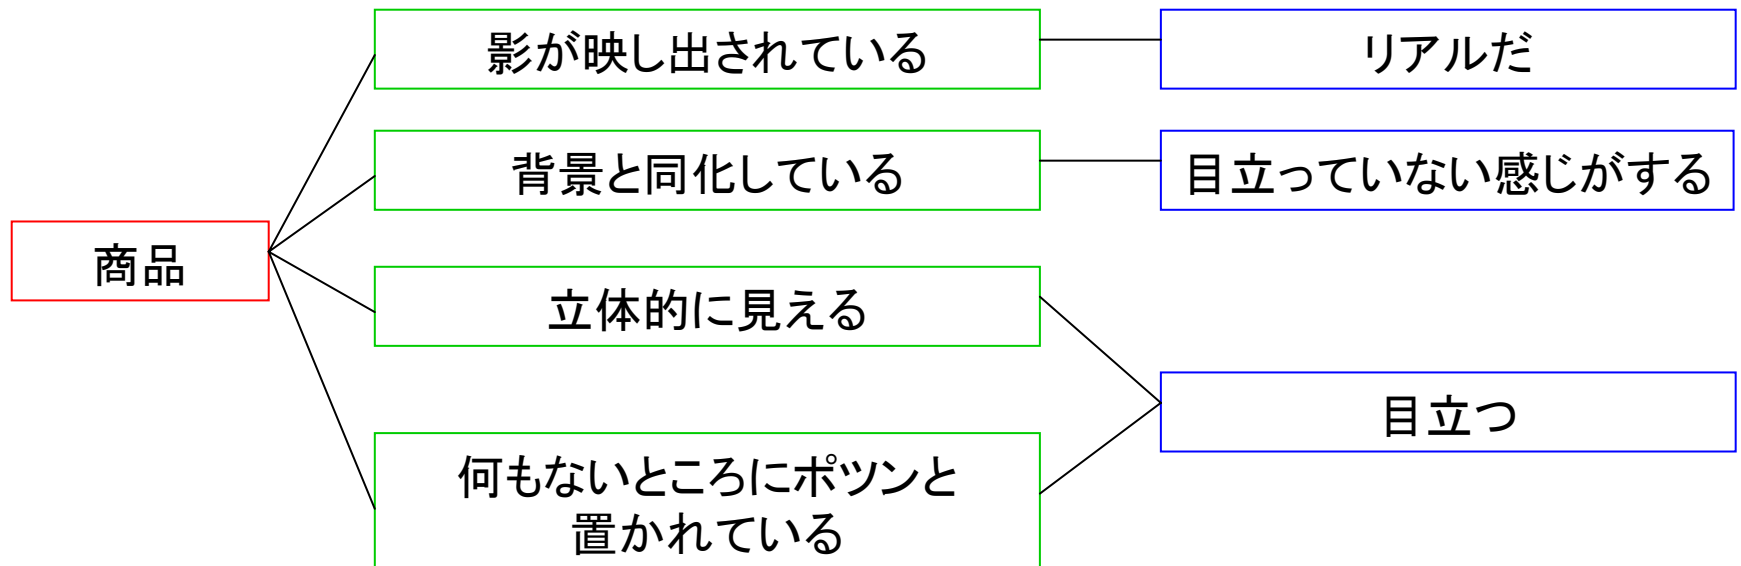 影が映し出されている
リアルだ
背景と同化している
目立っていない感じがする
商品
立体的に見える
目立つ
何もないところにポツンと
置かれている